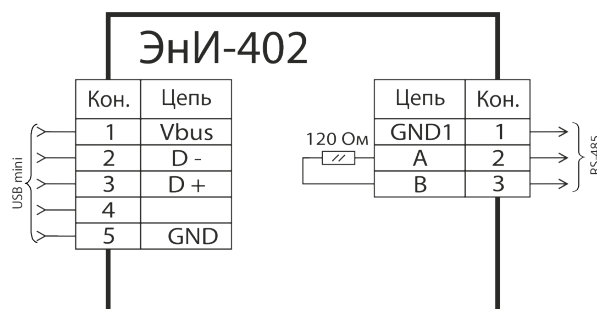 ЭнИ-402
Кон. Цепь
1 Vbus
2 D -
3 D +
4
5 GND
USB mini
120 Ом
Цепь Кон.
GND1 1
A 2
B 3
RS-485